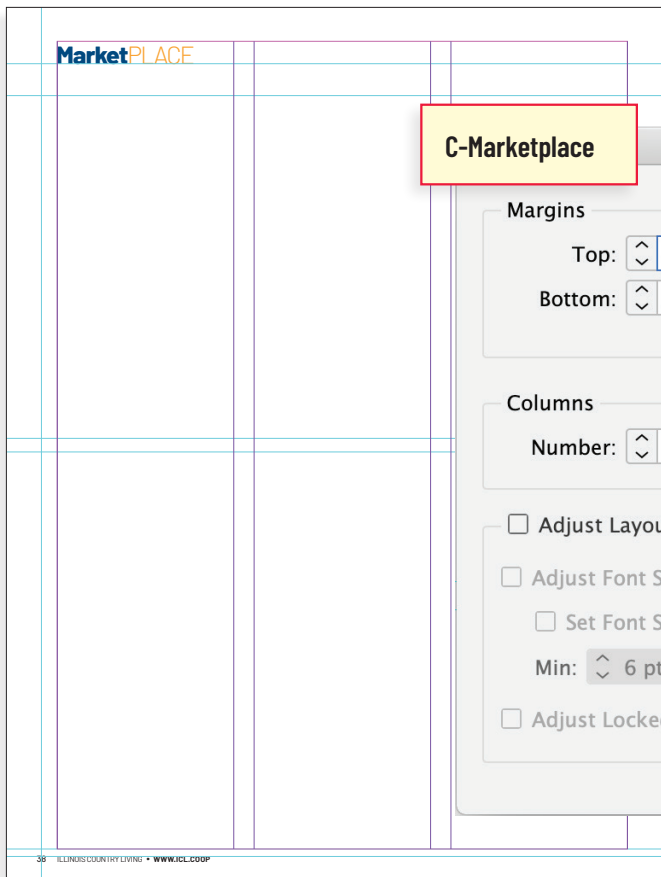 MarketPLACE
C-Marketplace
Margins
Top:
Bottom:
Columns
Number:
Adjust Layou
Adjust Font S
Set Font S
Min: 6 pt
Adjust Locke
38 ILLINOIS COUNTRY LIVING • WWW.ICL.COOP